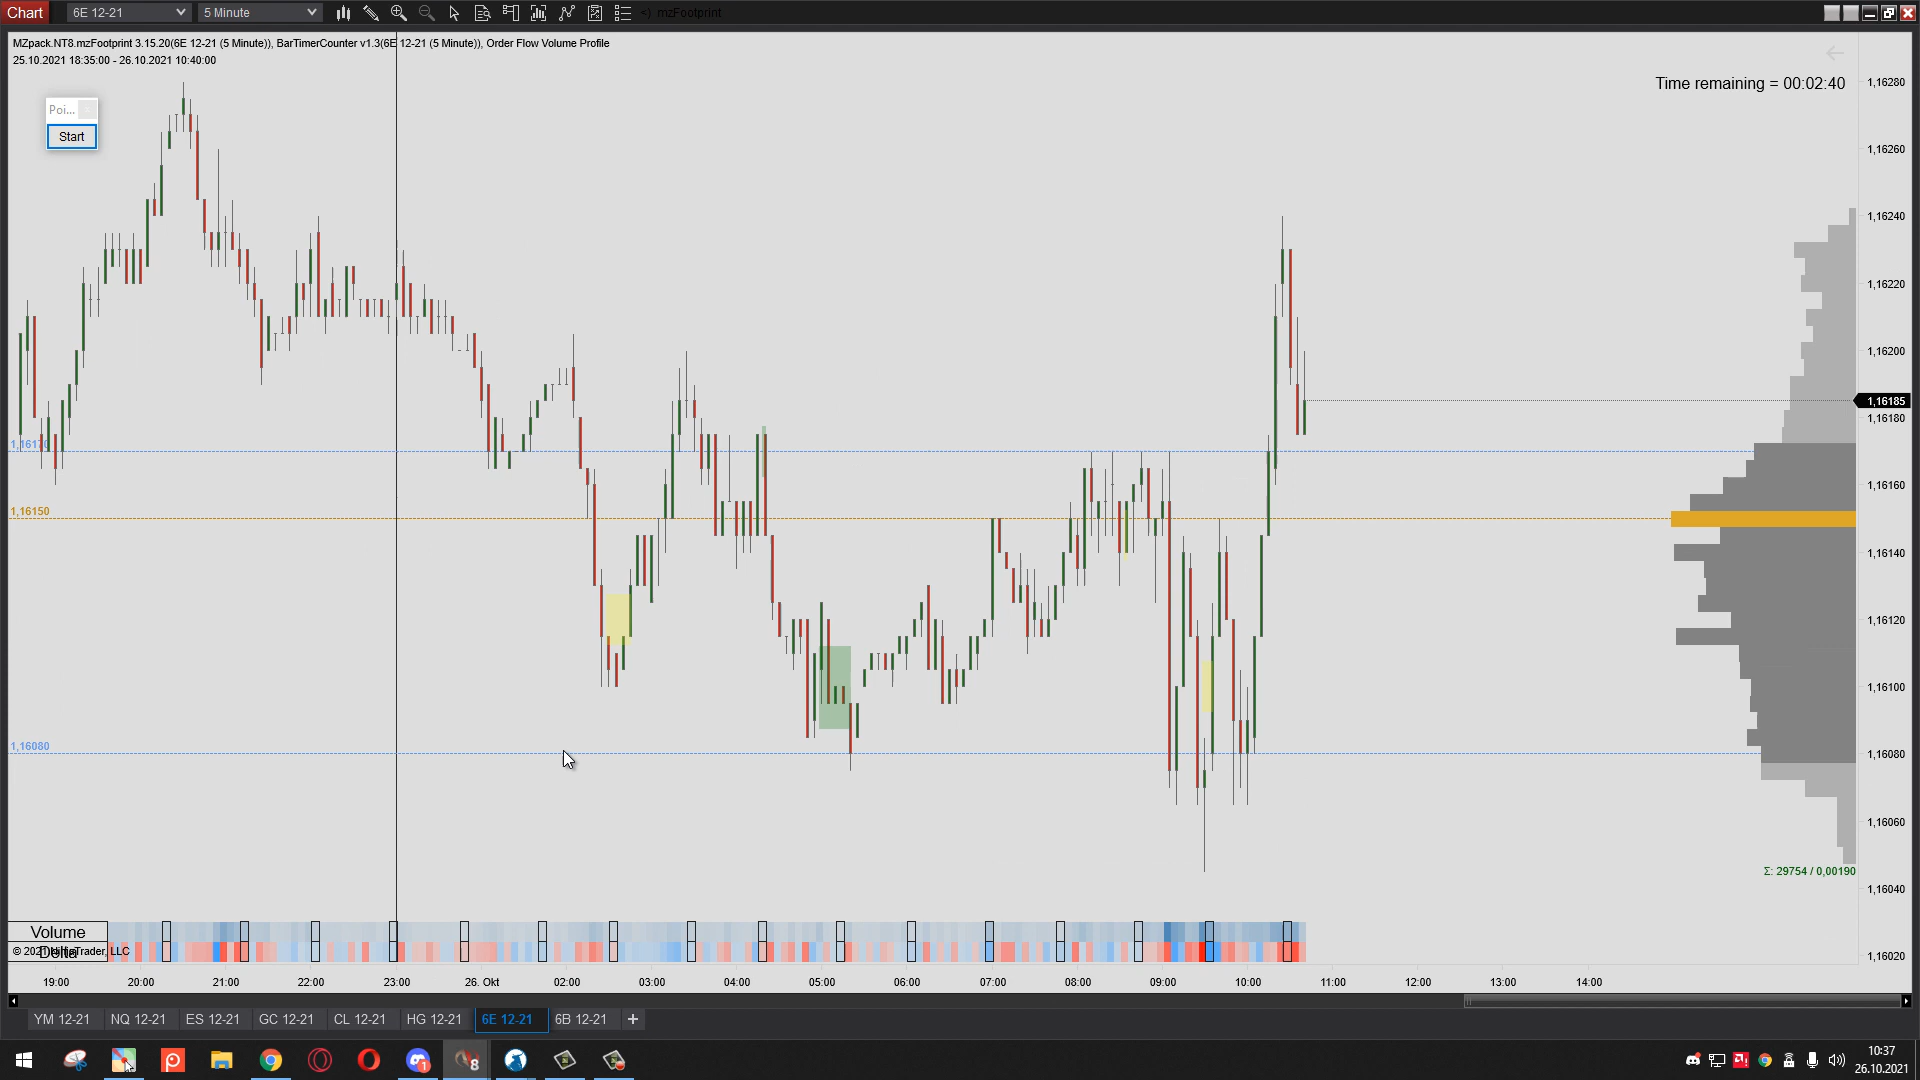 Chart
6E 12-21
5 Minute
mzFootprint
MZpack.NT8.mzFootprint 3.15.20(6E 12-21 (5 Minute)), BarTimerCounter v1.3(6E 12-21 (5 Minute)), Order Flow Volume Profile
25.10.2021 18:35:00 - 26.10.2021 10:40:00
Time remaining = 00:02:40
Poi...
Start
1,16280
1,16260
1,16240
1,16220
1,16200
1,16185
1,16180
1,16170
1,16160
1,16150
1,16140
1,16120
1,16100
1,16080
1,16080
1,16060
Σ: 29754 / 0,00190
1,16040
1,16020
Volume
Delta
© 2021 NinjaTrader, LLC
19:00 20:00 21:00 22:00 23:00 26. Okt 02:00 03:00 04:00 05:00 06:00 07:00 08:00 09:00 10:00 11:00 12:00 13:00 14:00
YM 12-21 NQ 12-21 ES 12-21 GC 12-21 CL 12-21 HG 12-21 6E 12-21 6B 12-21 +
10:37
26.10.2021